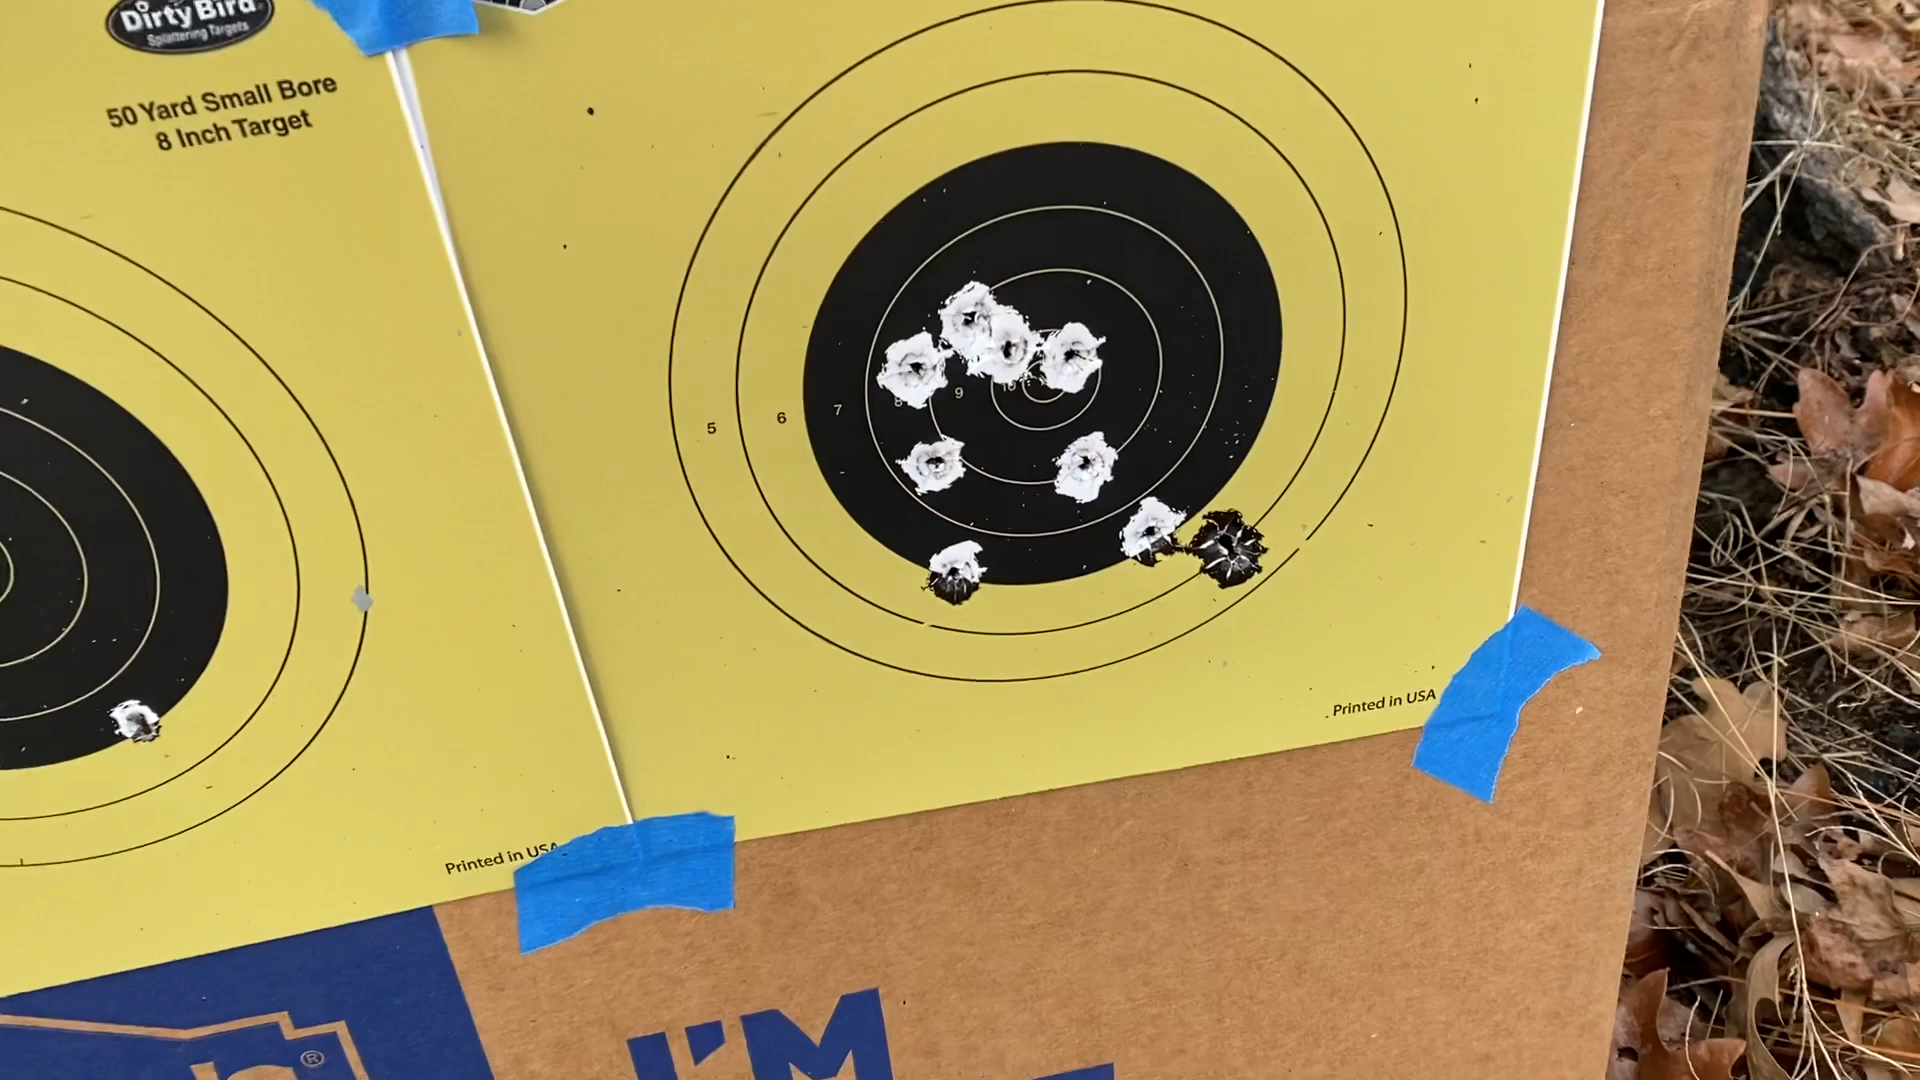 Dirty Bird
Splattering Targets
50 Yard Small Bore
8 Inch Target
5 6 7 8 9 10
Printed in USA
Printed in USA
I'M
®